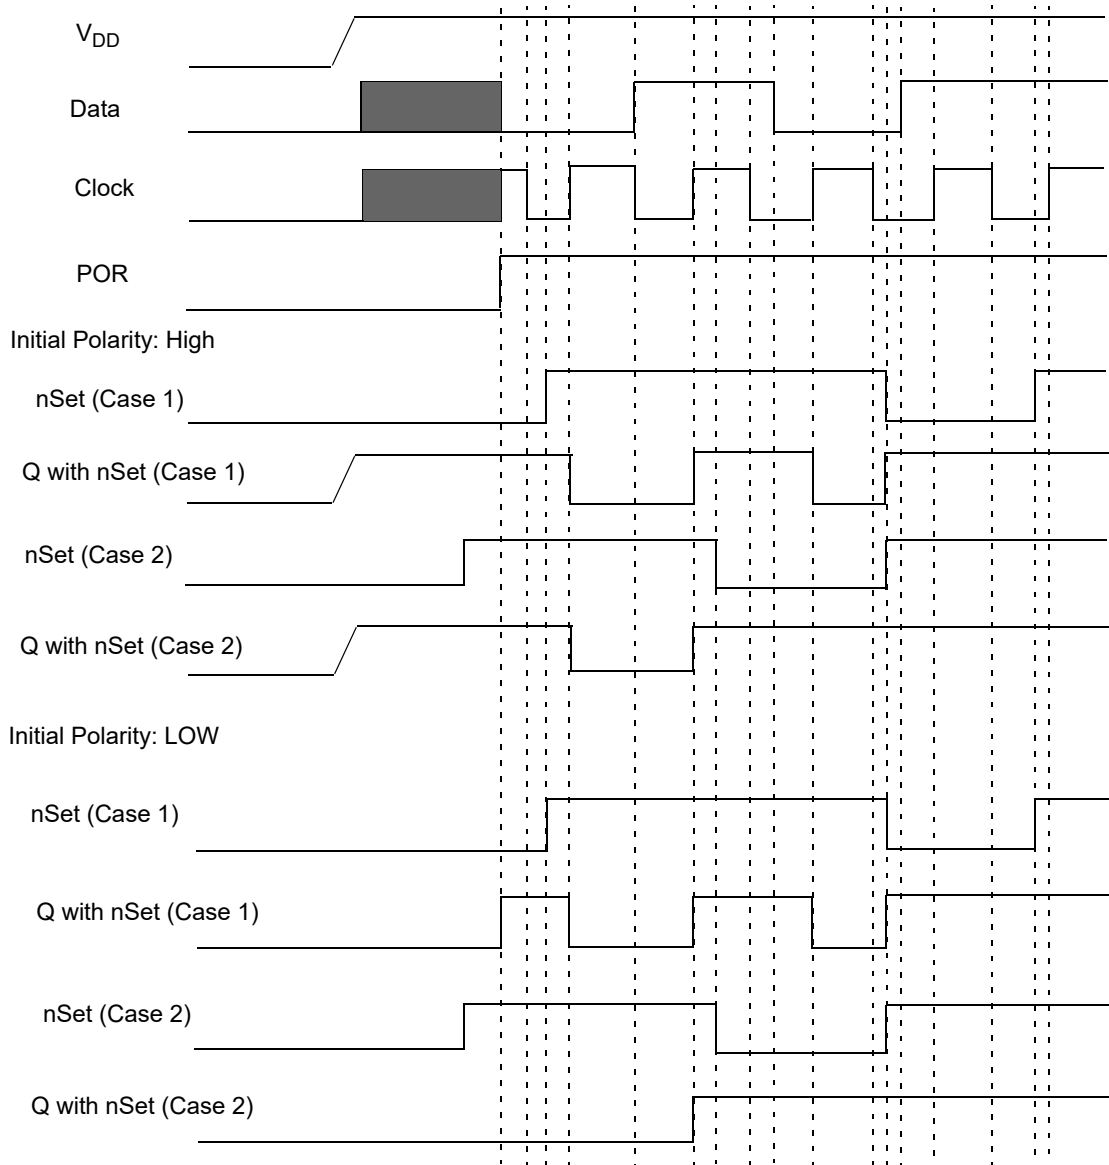 VDD
Data
Clock
POR
Initial Polarity: High
nSet (Case 1)
Q with nSet (Case 1)
nSet (Case 2)
Q with nSet (Case 2)
Initial Polarity: LOW
nSet (Case 1)
Q with nSet (Case 1)
nSet (Case 2)
Q with nSet (Case 2)